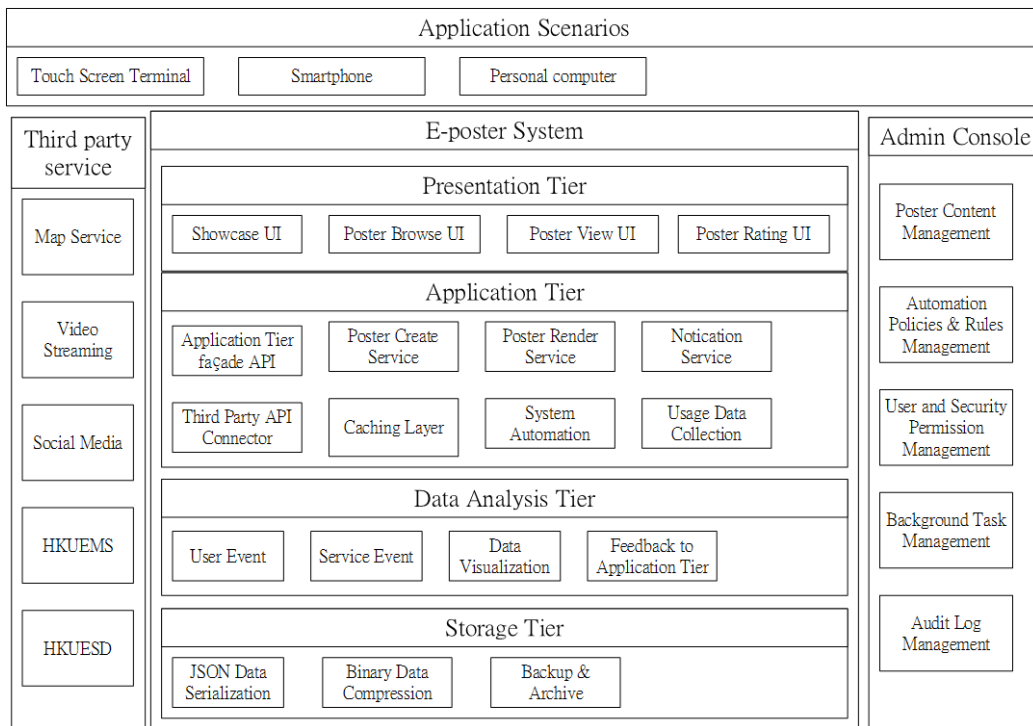 Application Scenarios
Touch Screen Terminal
Smartphone
Personal computer
Third party
service
Map Service
Video
Streaming
Social Media
HKUEMS
HKUESD
E-poster System
Presentation Tier
Showcase UI
Poster Browse UI
Poster View UI
Poster Rating UI
Application Tier
Application Tier
façade API
Poster Create
Service
Poster Render
Service
Notication
Service
Third Party API
Connector
Caching Layer
System
Automation
Usage Data
Collection
Data Analysis Tier
User Event
Service Event
Data
Visualization
Feedback to
Application Tier
Storage Tier
JSON Data
Serialization
Binary Data
Compression
Backup &
Archive
Admin Console
Poster Content
Management
Automation
Policies & Rules
Management
User and Security
Permission
Management
Background Task
Management
Audit Log
Management